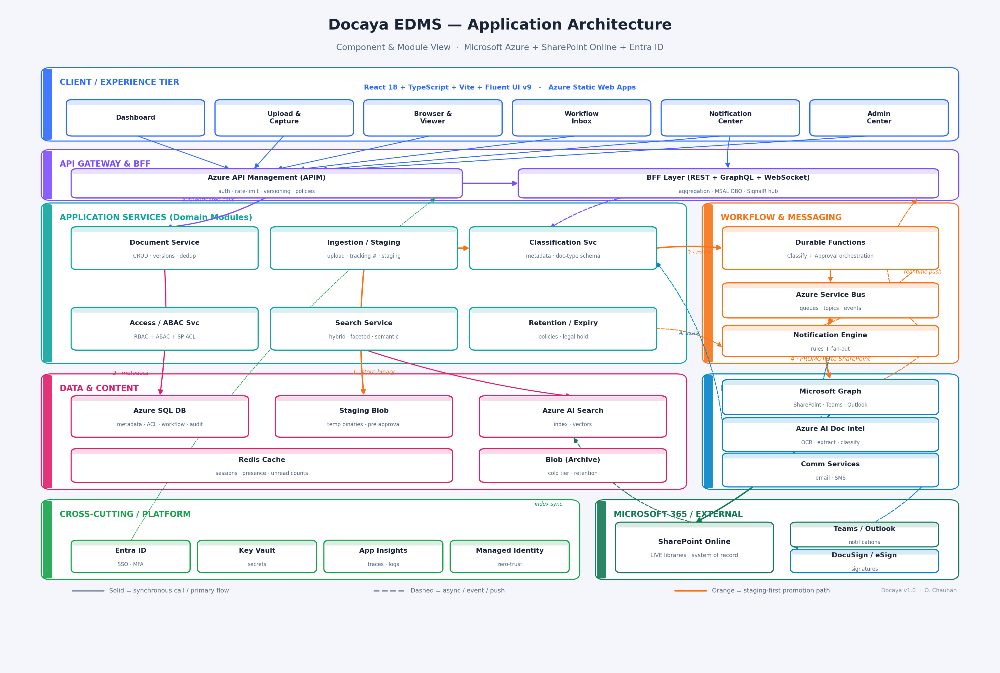 Docaya EDMS — Application Architecture
Component & Module View · Microsoft Azure + SharePoint Online + Entra ID
CLIENT / EXPERIENCE TIER
React 18 + TypeScript + Vite + Fluent UI v9 · Azure Static Web Apps
Dashboard
Upload &
Capture
Browser &
Viewer
Workflow
Inbox
Notification
Center
Admin
Center
API GATEWAY & BFF
Azure API Management (APIM)
auth · rate-limit · versioning · policies
BFF Layer (REST + GraphQL + WebSocket)
aggregation · MSAL OBO · SignalR hub
authenticated calls
APPLICATION SERVICES (Domain Modules)
Document Service
CRUD · versions · dedup
Ingestion / Staging
upload · tracking # · staging
Classification Svc
metadata · doc-type schema
3 · route
Access / ABAC Svc
RBAC + ABAC + SP ACL
Search Service
hybrid · faceted · semantic
Retention / Expiry
policies · legal hold
AI assist
WORKFLOW & MESSAGING
Durable Functions
Classify + Approval orchestration
real-time push
Azure Service Bus
queues · topics · events
Notification Engine
rules + fan-out
4 · PROMOTE to SharePoint
2 · metadata
1 · store binary
DATA & CONTENT
Azure SQL DB
metadata · ACL · workflow · audit
Staging Blob
temp binaries · pre-approval
Azure AI Search
index · vectors
Redis Cache
sessions · presence · unread counts
Blob (Archive)
cold tier · retention
Microsoft Graph
SharePoint · Teams · Outlook
Azure AI Doc Intel
OCR · extract · classify
Comm Services
email · SMS
index sync
CROSS-CUTTING / PLATFORM
Entra ID
SSO · MFA
Key Vault
secrets
App Insights
traces · logs
Managed Identity
zero-trust
MICROSOFT 365 / EXTERNAL
SharePoint Online
LIVE libraries · system of record
Teams / Outlook
notifications
DocuSign / eSign
signatures
Solid = synchronous call / primary flow
Dashed = async / event / push
Orange = staging-first promotion path
Docaya v1.0 · O. Chauhan